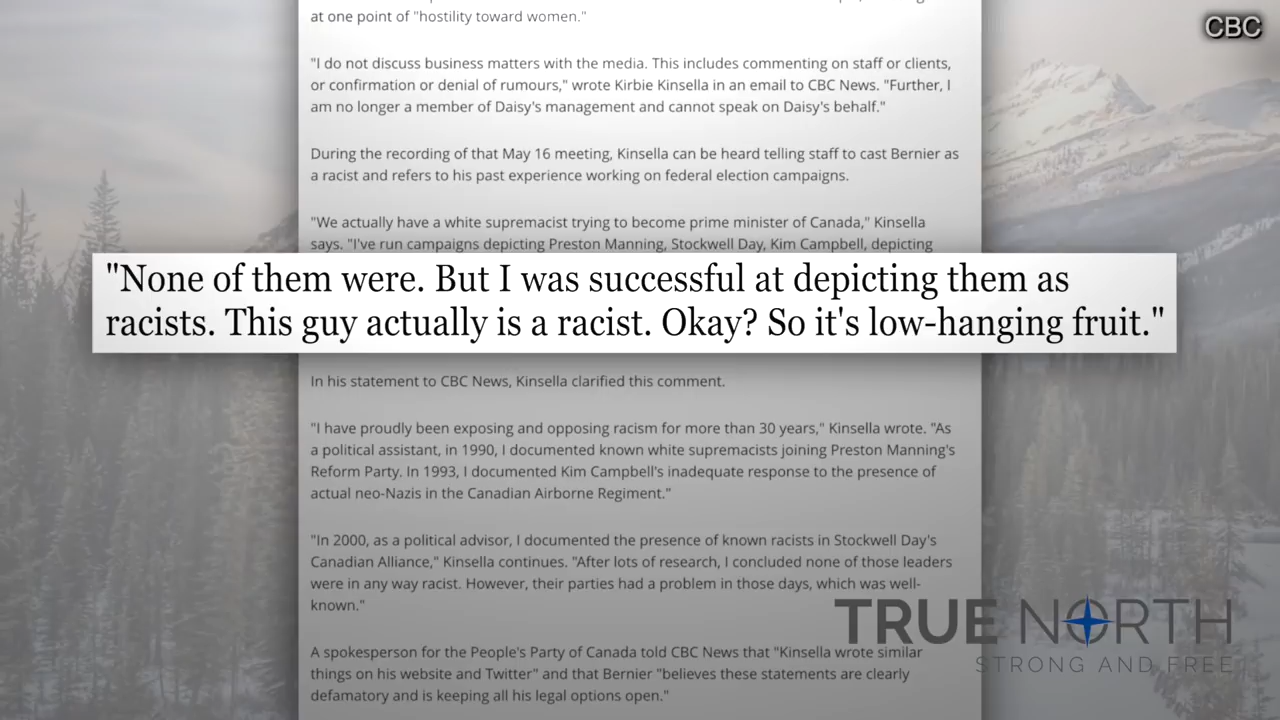 at one point of "hostility toward women."
CBC
"I do not discuss business matters with the media. This includes commenting on staff or clients,
or confirmation or denial of rumours," wrote Kirbie Kinsella in an email to CBC News. "Further, I
am no longer a member of Daisy's management and cannot speak on Daisy's behalf."
During the recording of that May 16 meeting, Kinsella can be heard telling staff to cast Bernier as
a racist and refers to his past experience working on federal election campaigns.
"We actually have a white supremacist trying to become prime minister of Canada," Kinsella
says. "I've run campaigns depicting Preston Manning, Stockwell Day, Kim Campbell, depicting
"None of them were. But I was successful at depicting them as
racists. This guy actually is a racist. Okay? So it's low-hanging fruit."
In his statement to CBC News, Kinsella clarified this comment.
"I have proudly been exposing and opposing racism for more than 30 years," Kinsella wrote. "As
a political assistant, in 1990, I documented known white supremacists joining Preston Manning's
Reform Party. In 1993, I documented Kim Campbell's inadequate response to the presence of
actual neo-Nazis in the Canadian Airborne Regiment."
"In 2000, as a political advisor, I documented the presence of known racists in Stockwell Day's
Canadian Alliance," Kinsella continues. "After lots of research, I concluded none of those leaders
were in any way racist. However, their parties had a problem in those days, which was well-
known."
TRUE NORTH
STRONG AND FREE
A spokesperson for the People's Party of Canada told CBC News that "Kinsella wrote similar
things on his website and Twitter" and that Bernier "believes these statements are clearly
defamatory and is keeping all his legal options open."